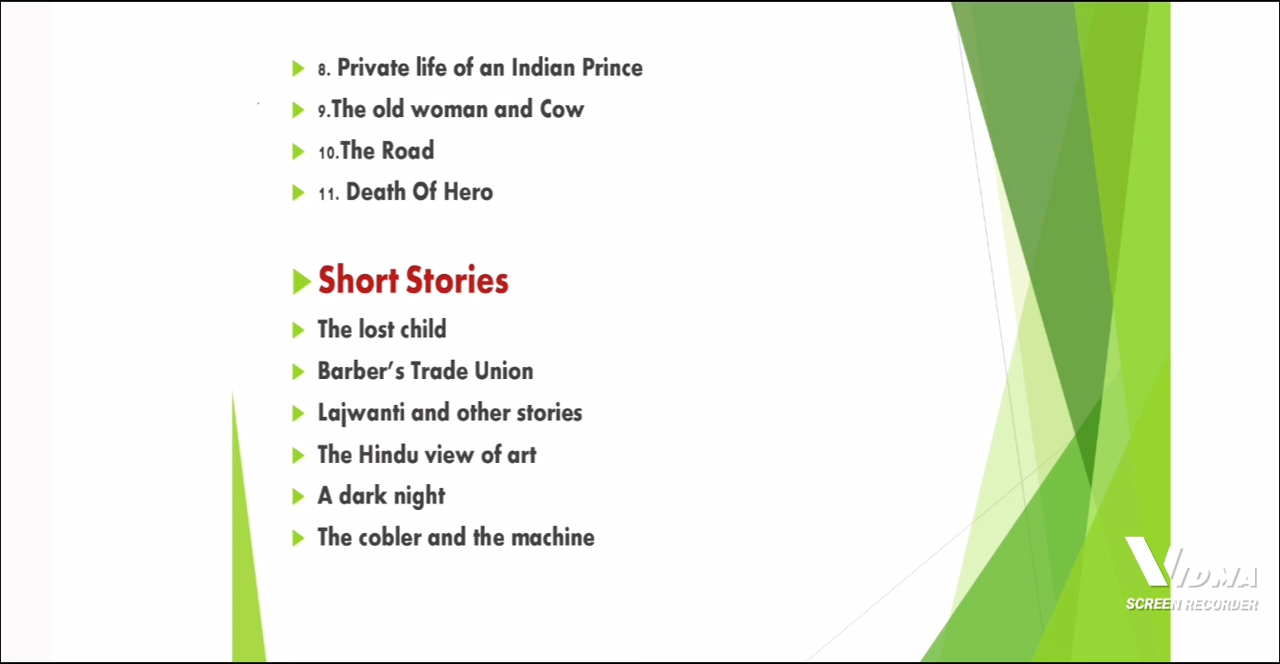 8. Private life of an Indian Prince
9.The old woman and Cow
10.The Road
11. Death Of Hero
Short Stories
The lost child
Barber's Trade Union
Lajwanti and other stories
The Hindu view of art
A dark night
The cobler and the machine
VIDMA
SCREEN RECORDER